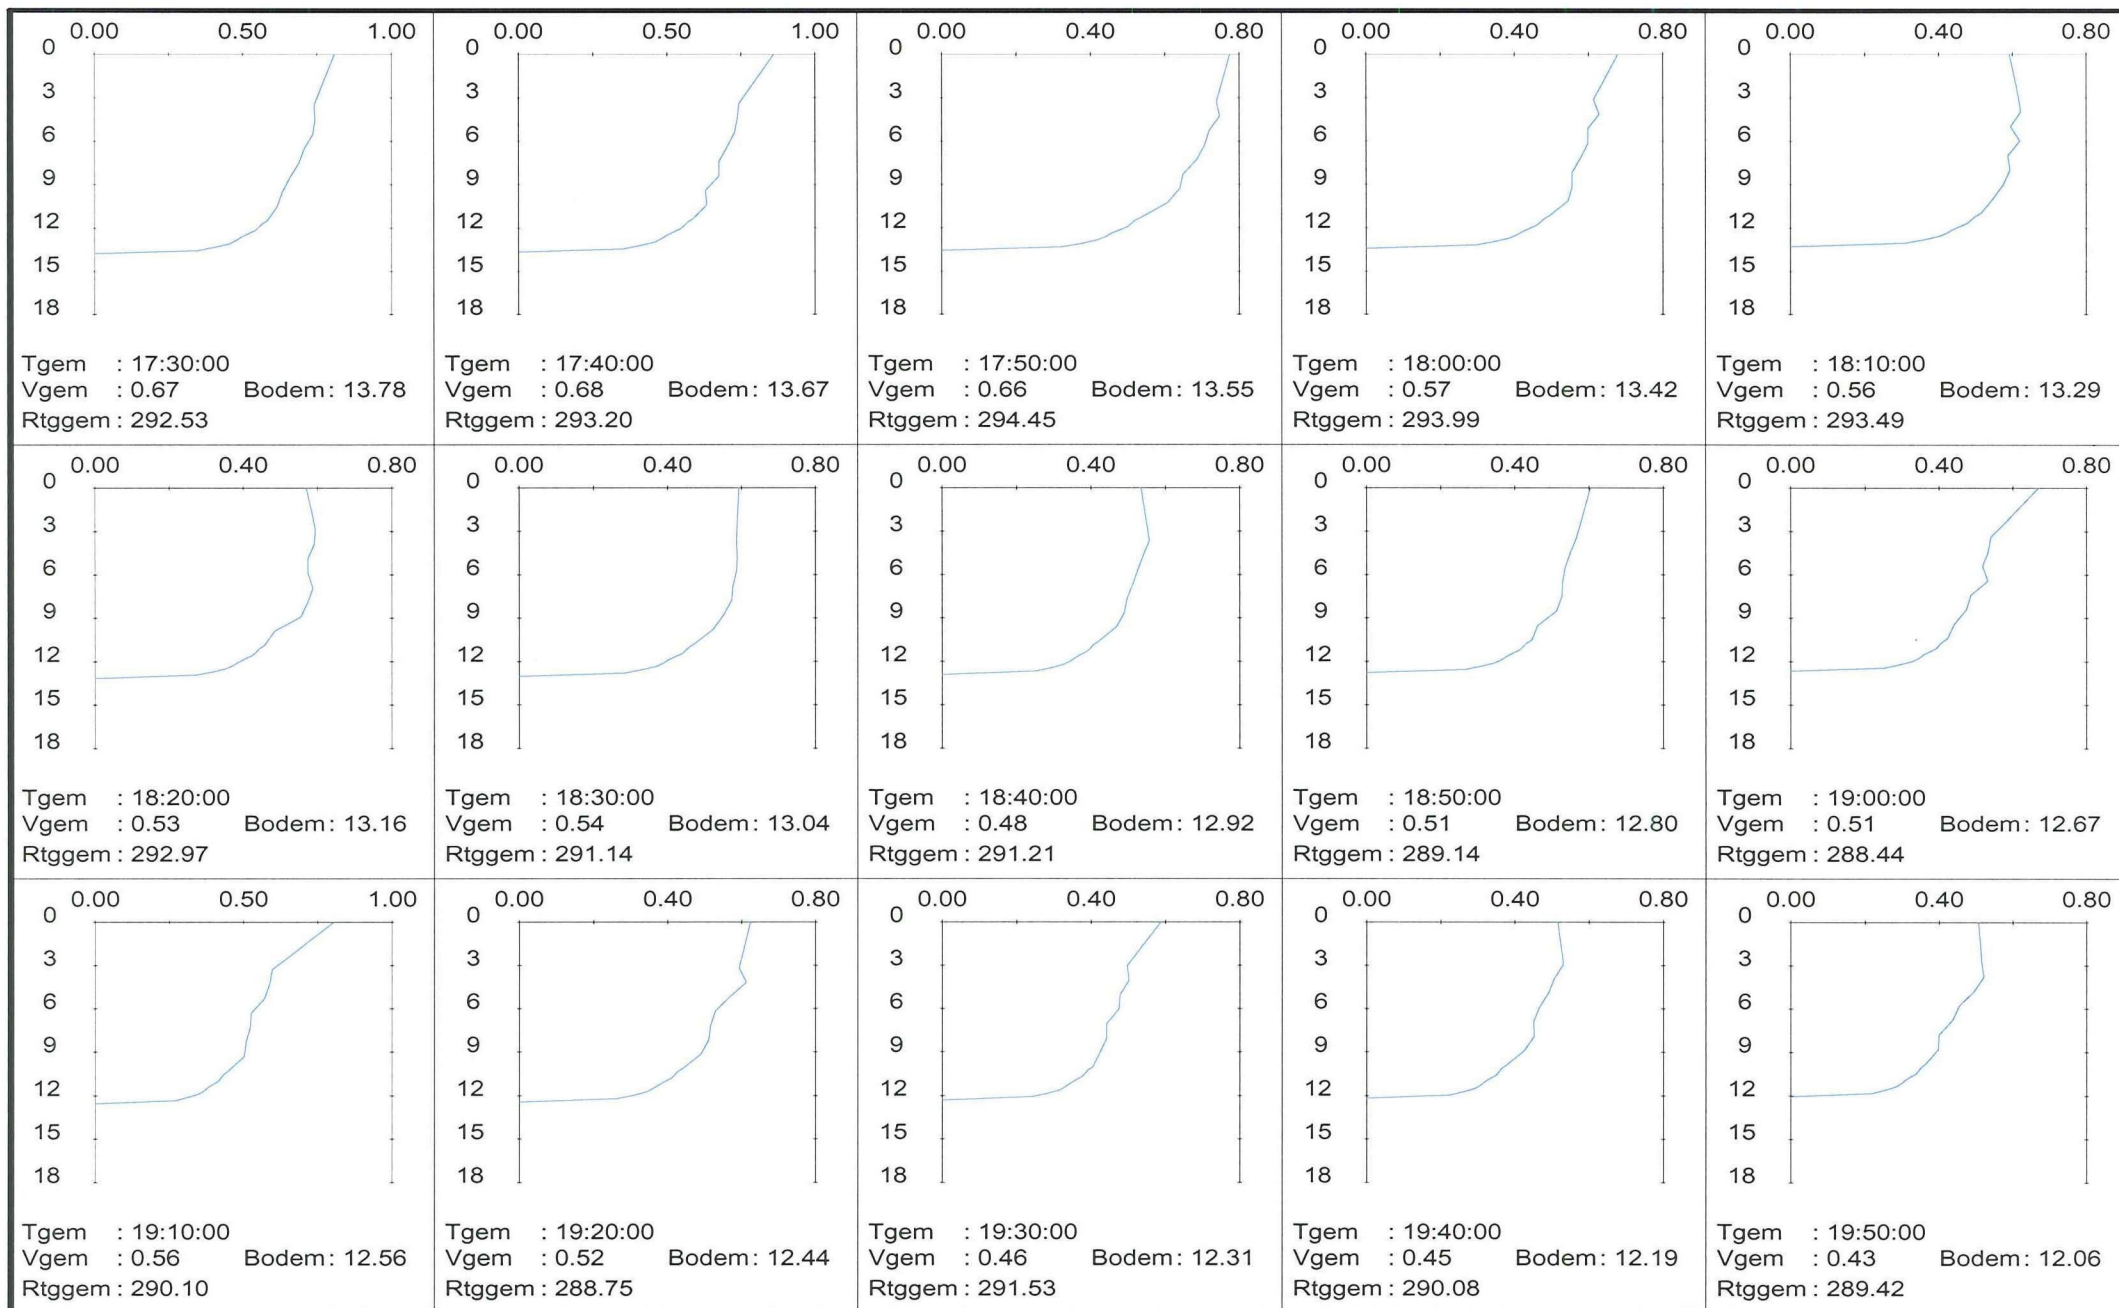 0.00 0.50 1.00
0
3
6
9
12
15
18
Tgem : 17:30:00
Vgem : 0.67 Bodem: 13.78
Rtggem : 292.53
0.00 0.50 1.00
0
3
6
9
12
15
18
Tgem : 17:40:00
Vgem : 0.68 Bodem: 13.67
Rtggem : 293.20
0.00 0.40 0.80
0
3
6
9
12
15
18
Tgem : 17:50:00
Vgem : 0.66 Bodem: 13.55
Rtggem : 294.45
0.00 0.40 0.80
0
3
6
9
12
15
18
Tgem : 18:00:00
Vgem : 0.57 Bodem: 13.42
Rtggem : 293.99
0.00 0.40 0.80
0
3
6
9
12
15
18
Tgem : 18:10:00
Vgem : 0.56 Bodem: 13.29
Rtggem : 293.49
0.00 0.40 0.80
0
3
6
9
12
15
18
Tgem : 18:20:00
Vgem : 0.53 Bodem: 13.16
Rtggem : 292.97
0.00 0.40 0.80
0
3
6
9
12
15
18
Tgem : 18:30:00
Vgem : 0.54 Bodem: 13.04
Rtggem : 291.14
0.00 0.40 0.80
0
3
6
9
12
15
18
Tgem : 18:40:00
Vgem : 0.48 Bodem: 12.92
Rtggem : 291.21
0.00 0.40 0.80
0
3
6
9
12
15
18
Tgem : 18:50:00
Vgem : 0.51 Bodem: 12.80
Rtggem : 289.14
0.00 0.40 0.80
0
3
6
9
12
15
18
Tgem : 19:00:00
Vgem : 0.51 Bodem: 12.67
Rtggem : 288.44
0.00 0.50 1.00
0
3
6
9
12
15
18
Tgem : 19:10:00
Vgem : 0.56 Bodem: 12.56
Rtggem : 290.10
0.00 0.40 0.80
0
3
6
9
12
15
18
Tgem : 19:20:00
Vgem : 0.52 Bodem: 12.44
Rtggem : 288.75
0.00 0.40 0.80
0
3
6
9
12
15
18
Tgem : 19:30:00
Vgem : 0.46 Bodem: 12.31
Rtggem : 291.53
0.00 0.40 0.80
0
3
6
9
12
15
18
Tgem : 19:40:00
Vgem : 0.45 Bodem: 12.19
Rtggem : 290.08
0.00 0.40 0.80
0
3
6
9
12
15
18
Tgem : 19:50:00
Vgem : 0.43 Bodem: 12.06
Rtggem : 289.42